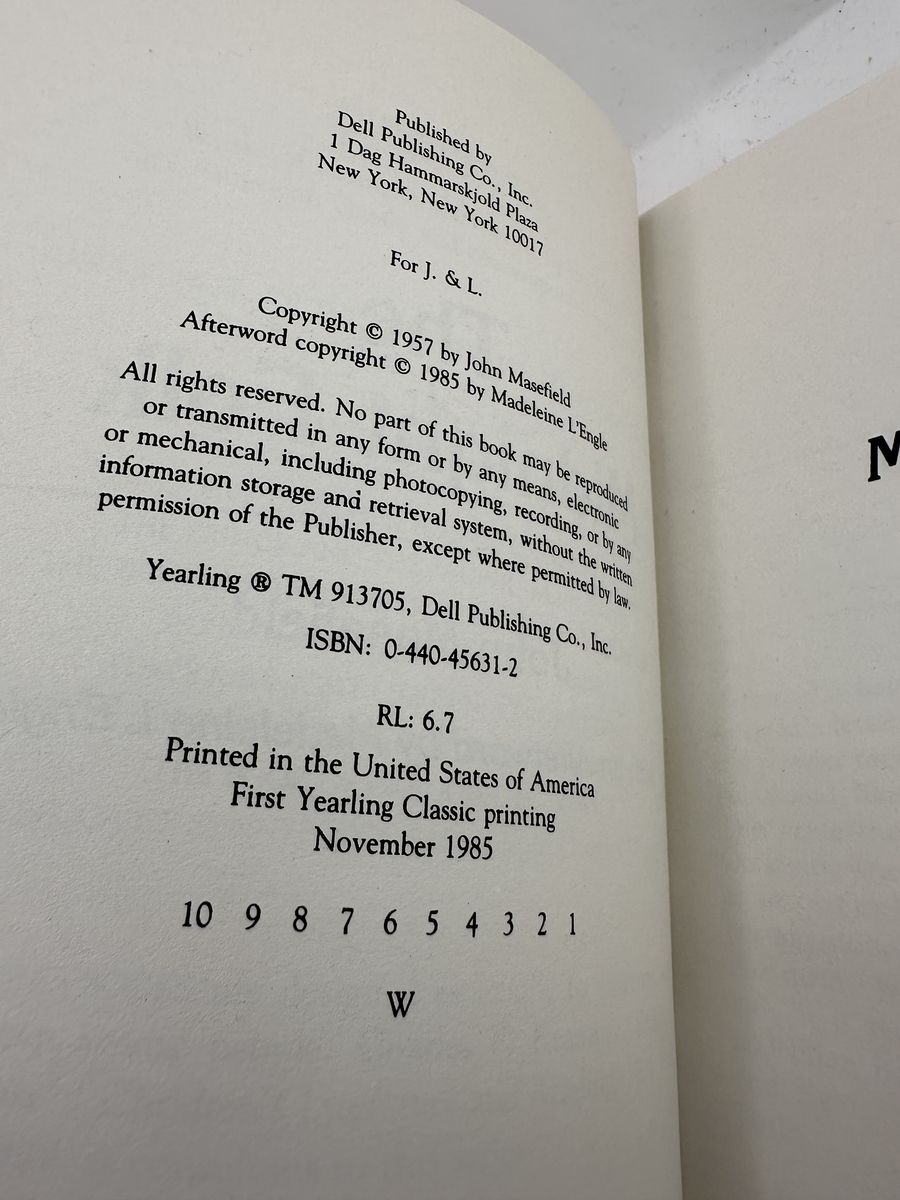 Published by
Dell Publishing Co., Inc.
1 Dag Hammarskjold Plaza
New York, New York 10017
For J. & L.
Copyright © 1957 by John Masefield
Afterword copyright © 1985 by Madeleine L'Engle
All rights reserved. No part of this book may be reproduced
or transmitted in any form or by any means, electronic
or mechanical, including photocopying, recording, or by any
information storage and retrieval system, without the written
permission of the Publisher, except where permitted by law.
Yearling ® TM 913705, Dell Publishing Co., Inc.
ISBN: 0-440-45631-2
RL: 6.7
Printed in the United States of America
First Yearling Classic printing
November 1985
10 9 8 7 6 5 4 3 2 1
W
M